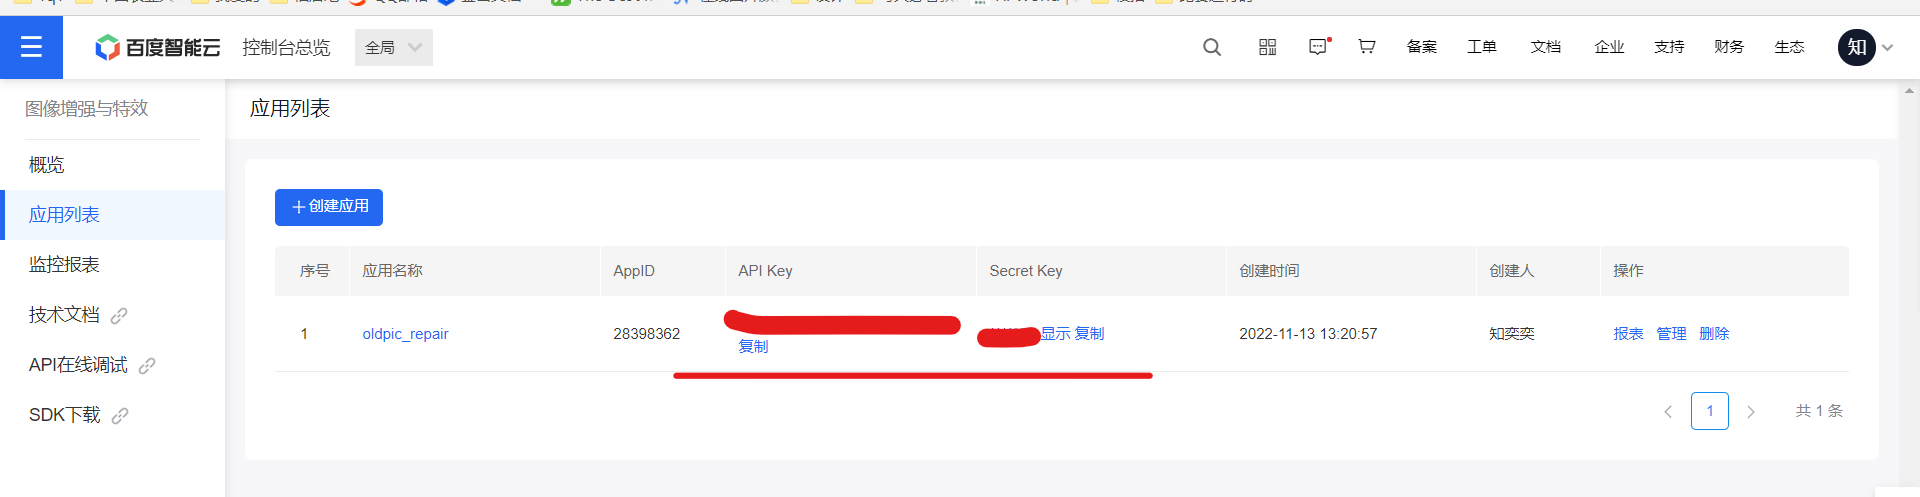 百度智能云 控制台总览 全局 备案 工单 文档 企业 支持 财务 生态 知
图像增强与特效
概览
应用列表
监控报表
技术文档
API在线调试
SDK下载
应用列表
创建应用
序号 应用名称 AppID API Key Secret Key 创建时间 创建人 操作
1 oldpic_repair 28398362 显示 复制 2022-11-13 13:20:57 知奕奕 报表 管理 删除
复制
1 共 1 条